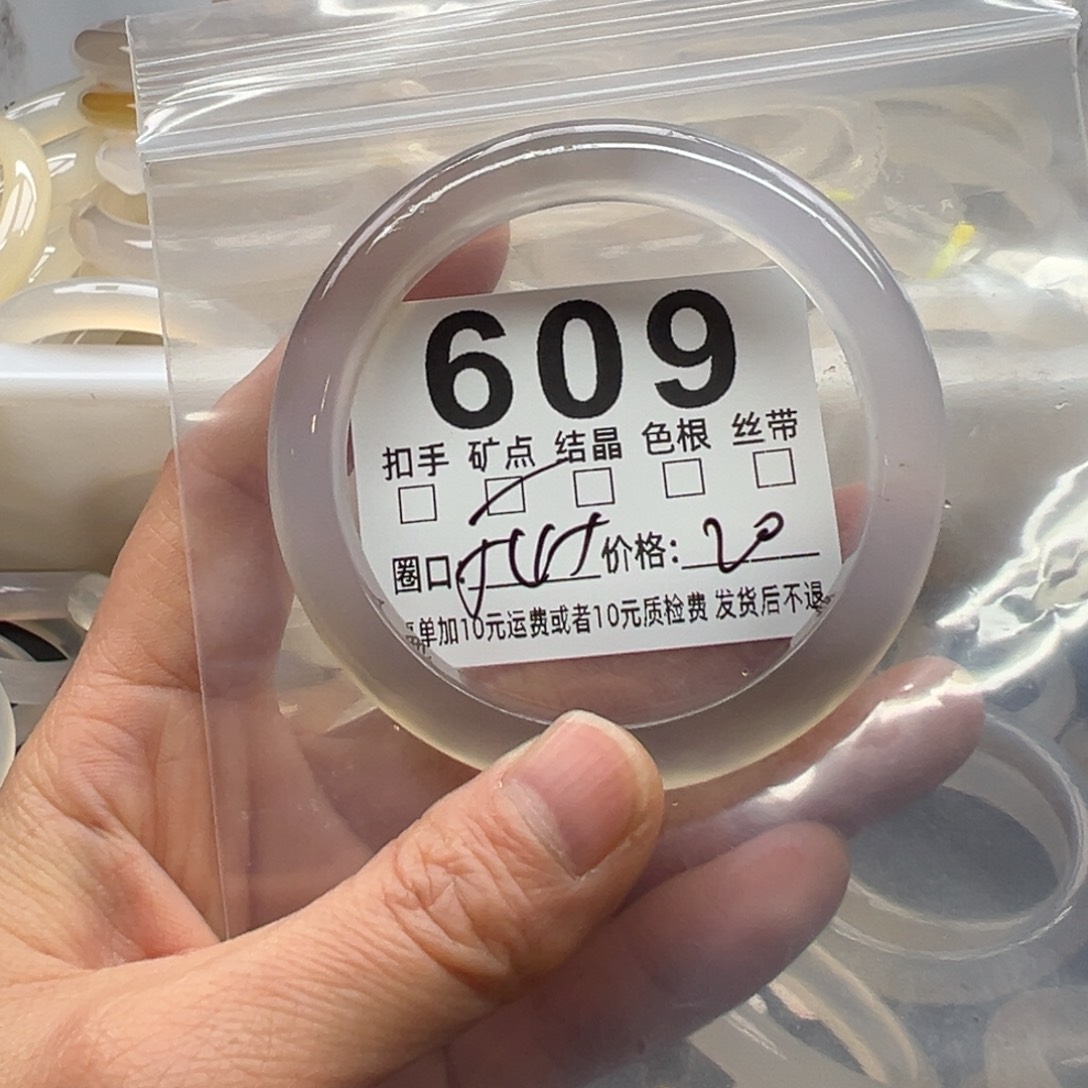 609
扣手 矿点 结晶 色根 丝带
圈口: 价格: 20
单加10元运费或者10元质检费 发货后不退